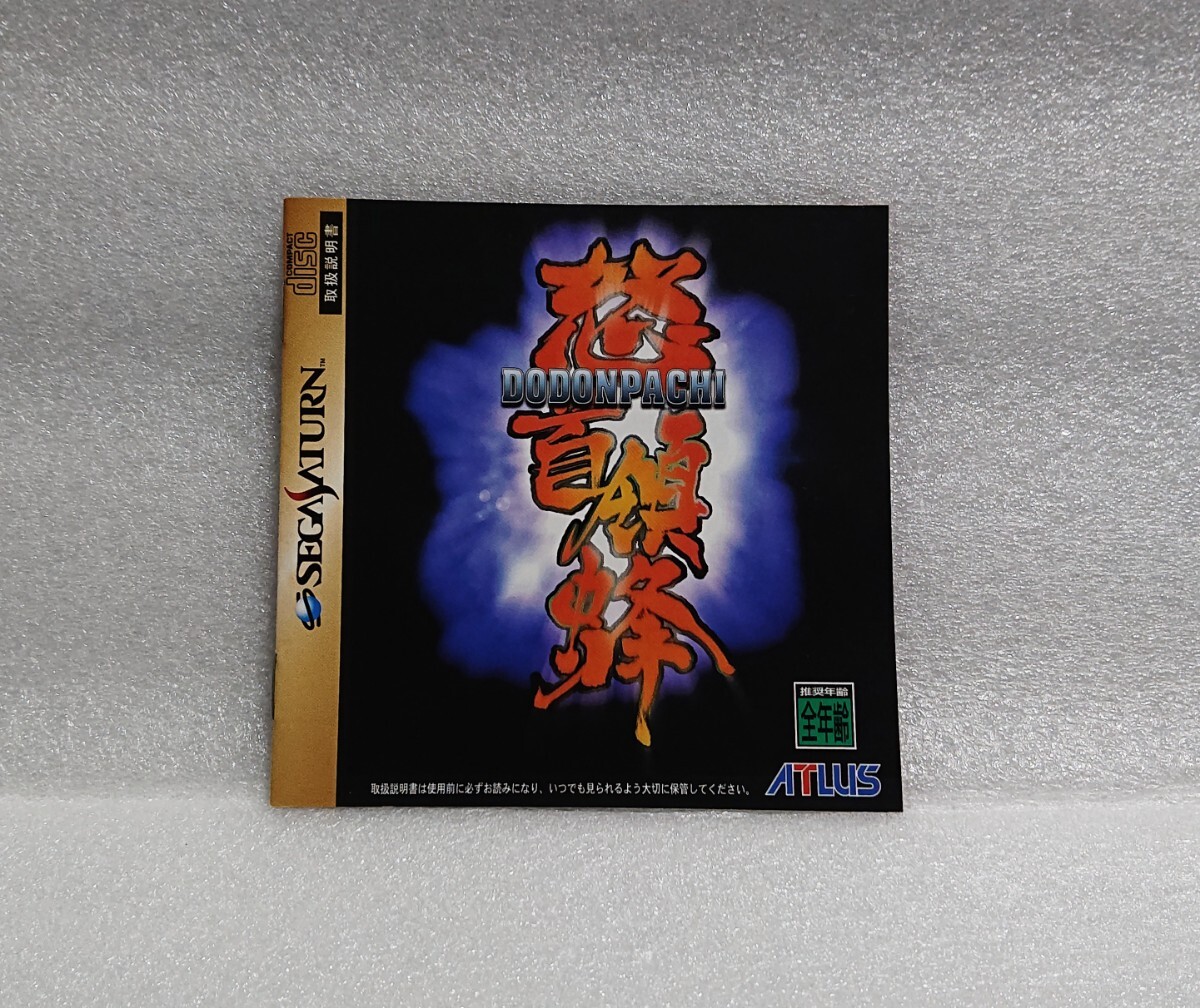 COMPACT
disc
取扱説明書
SEGA SATURN™
怒首領蜂
DODONPACHI
推奨年齢
全年齢
ATLUS
取扱説明書は使用前に必ずお読みになり、いつでも見られるよう大切に保管してください。